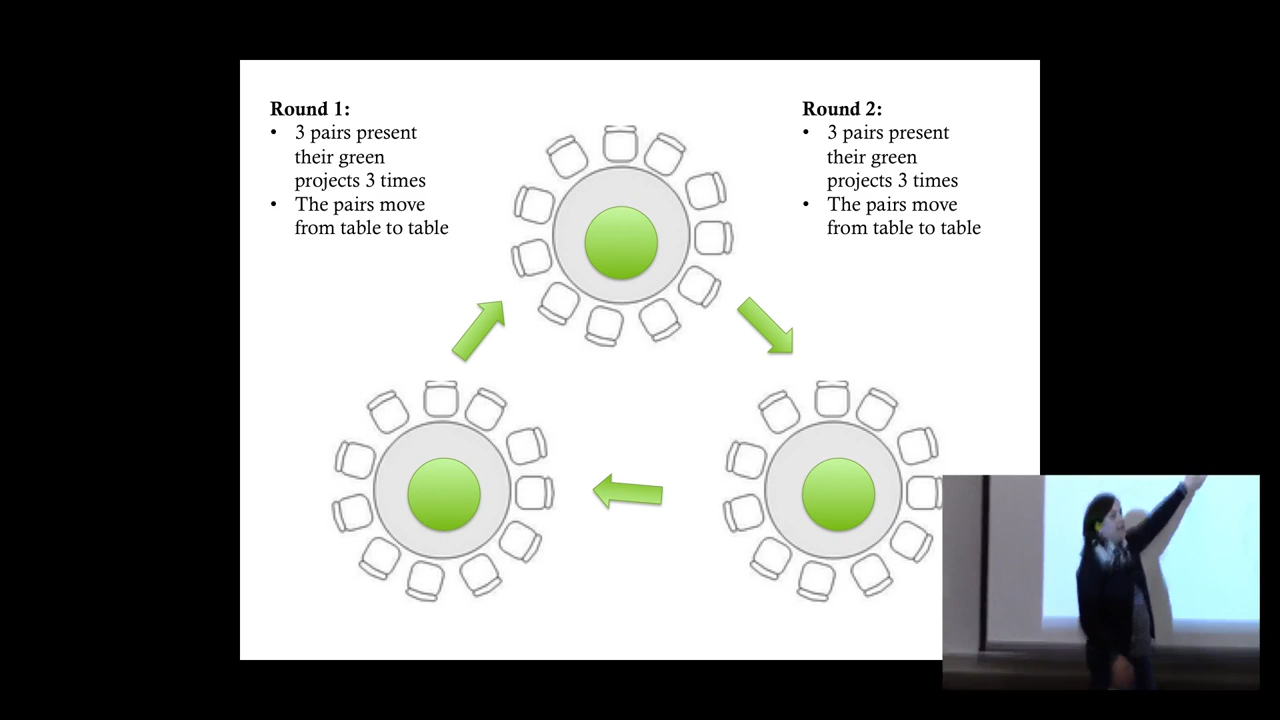 Round 1:
• 3 pairs present
their green
projects 3 times
• The pairs move
from table to table
Round 2:
• 3 pairs present
their green
projects 3 times
• The pairs move
from table to table